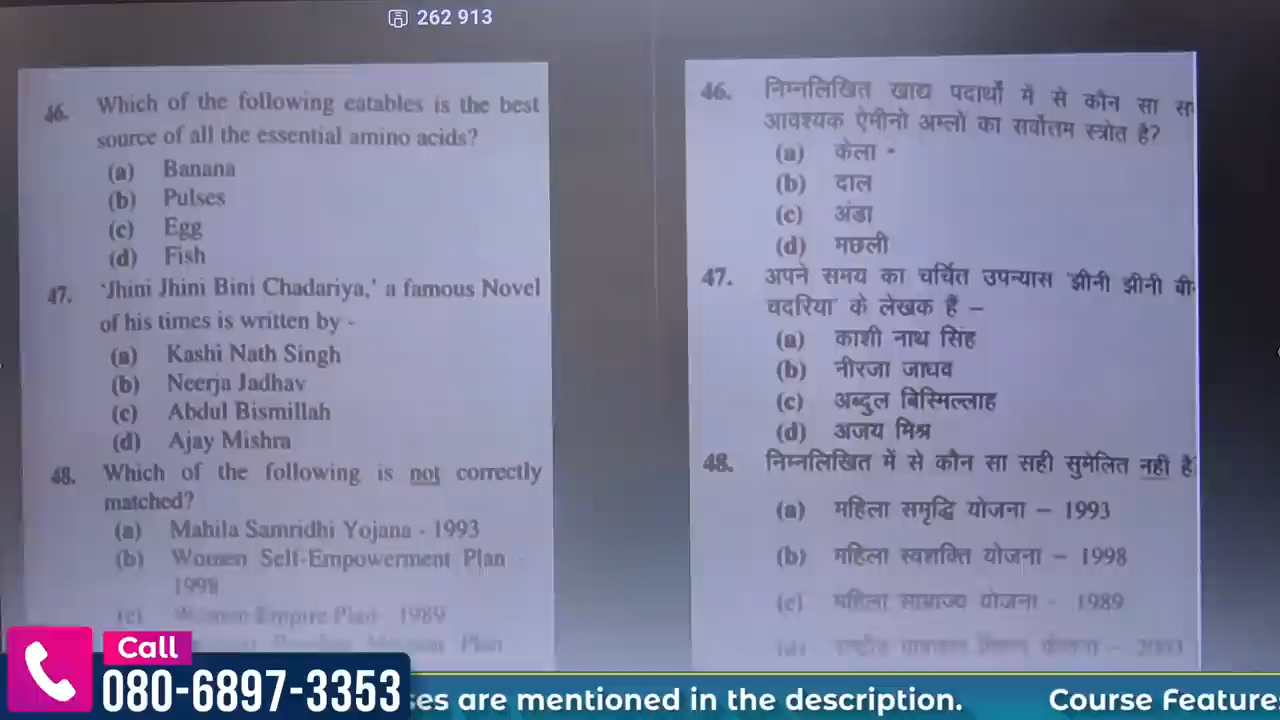 262 913
46. Which of the following eatables is the best
source of all the essential amino acids?
(a) Banana
(b) Pulses
(c) Egg
(d) Fish
47. 'Jhini Jhini Bini Chadariya,' a famous Novel
of his times is written by -
(a) Kashi Nath Singh
(b) Neerja Jadhav
(c) Abdul Bismillah
(d) Ajay Mishra
48. Which of the following is not correctly
matched?
(a) Mahila Samridhi Yojana - 1993
(b) Women Self-Empowerment Plan -
1998
(c) Women Empire Plan - 1989
Plan
46. निम्नलिखित खाद्य पदार्थों में से कौन सा
आवश्यक ऐमीनो अम्लो का सर्वोतम स्त्रोत है?
(a) केला -
(b) दाल
(c) अंडा
(d) मछली
47. अपने समय का चर्चित उपन्यास 'झीनी झीनी
चदरिया' के लेखक हैं –
(a) काशी नाथ सिंह
(b) नीरजा जाधव
(c) अब्दुल बिस्मिल्लाह
(d) अजय मिश्र
48. निम्नलिखित में से कौन सा सही सुमेलित नही है
(a) महिला समृद्धि योजना – 1993
(b) महिला स्वशक्ति योजना – 1998
(c) महिला साम्राज्य योजना - 1989
(d) राष्ट्रीय योजना – 2003
Call
080-6897-3353
ses are mentioned in the description. Course Feature